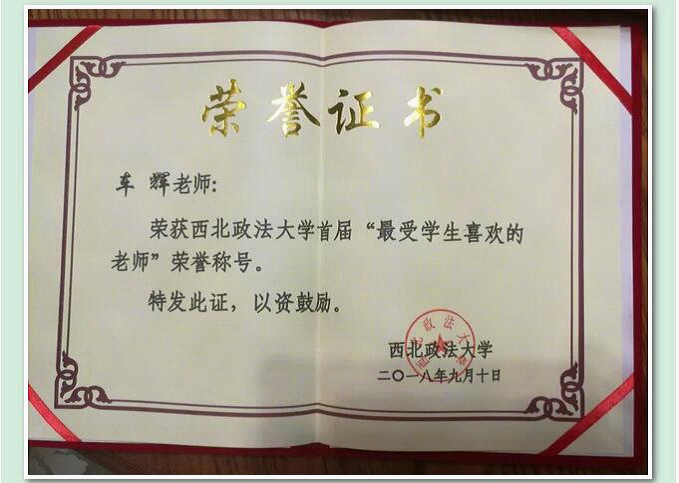 荣誉证书
车 辉老师:
荣获西北政法大学首届“最受学生喜欢的
老师”荣誉称号。
特发此证，以资鼓励。
西北政法大学
二〇一八年九月十日